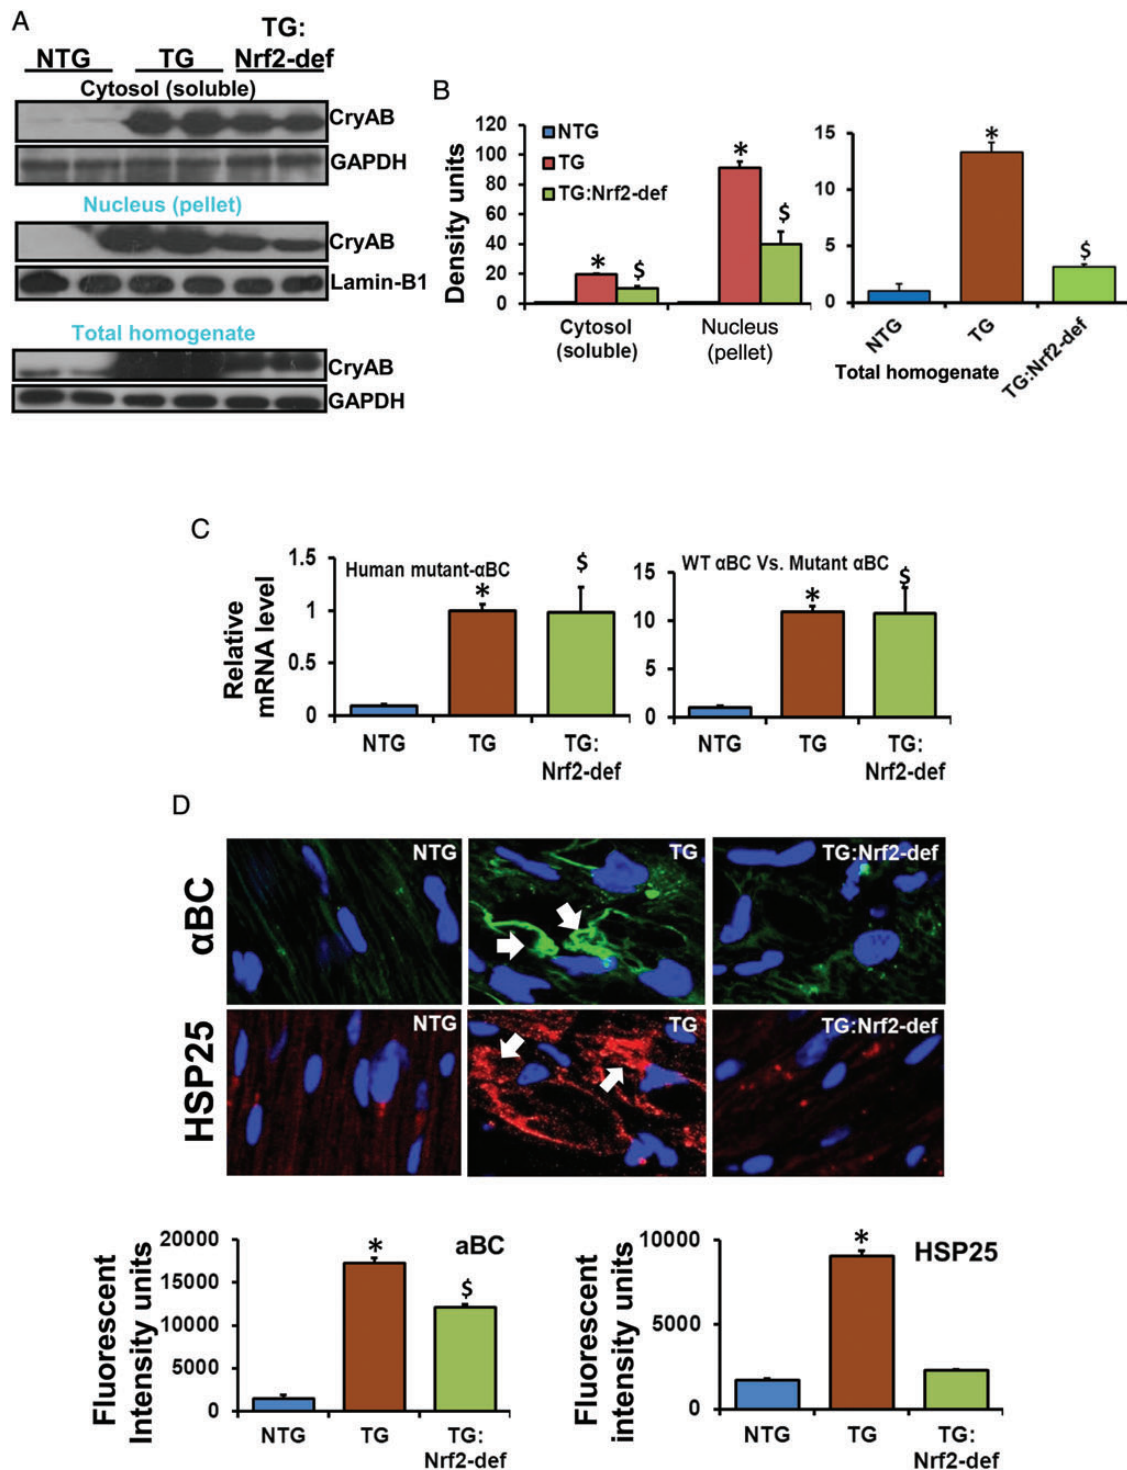 A
NTG TG TG:
Nrf2-def
Cytosol (soluble)
CryAB
GAPDH
Nucleus (pellet)
CryAB
Lamin-B1
Total homogenate
CryAB
GAPDH
B
Density units
120
100
80
60
40
20
0
NTG
TG
TG:Nrf2-def
* $ * $
Cytosol
(soluble)
Nucleus
(pellet)
15
10
5
0
* $
NTG TG TG:Nrf2-def
Total homogenate
C
Relative
mRNA level
1.5
1
0.5
0
Human mutant-αBC
* $
NTG TG TG:
Nrf2-def
15
10
5
0
WT αBC Vs. Mutant αBC
* $
NTG TG TG:
Nrf2-def
D
αBC
NTG TG TG:Nrf2-def
HSP25
NTG TG TG:Nrf2-def
Fluorescent
Intensity units
20000
15000
10000
5000
0
aBC
* $
NTG TG TG:
Nrf2-def
Fluorescent
intensity units
10000
5000
0
HSP25
*
NTG TG TG:
Nrf2-def